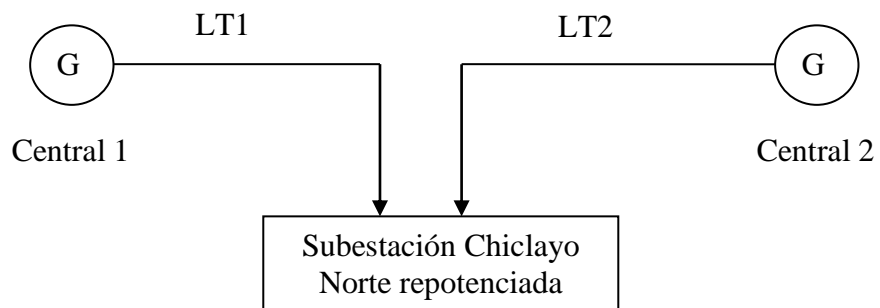 LT1
LT2
G
G
Central 1
Central 2
Subestación Chiclayo
Norte repotenciada